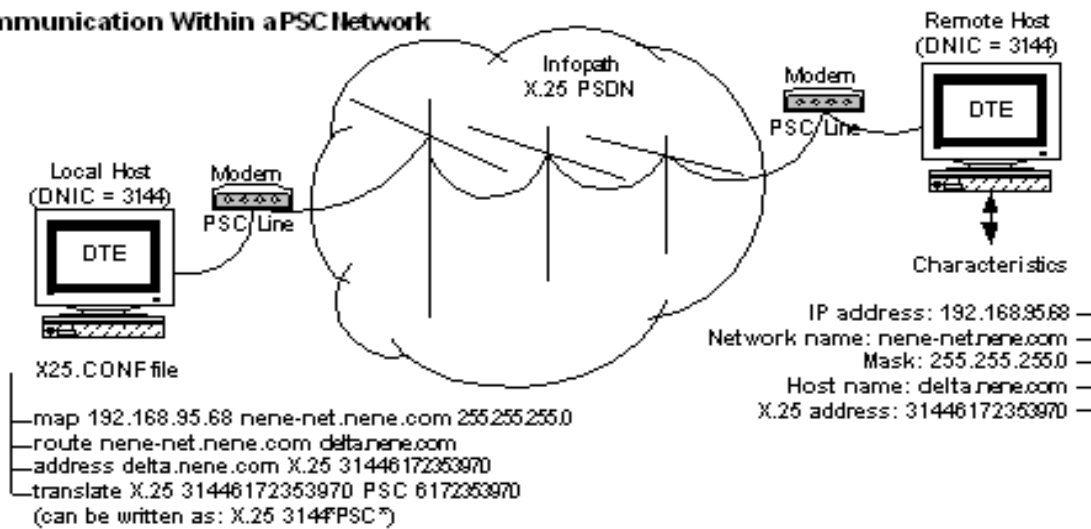 mmunication Within a PSC Network
Remote Host
(DNIC = 3144)
Infopath
X.25 PSDN
Modem
DTE
PSC Line
Local Host
(DNIC = 3144)
Modem
PSC Line
DTE
Characteristics
X25.CONF file
IP address: 192.168.95.68
Network name: nene-net.nene.com
Mask: 255.255.255.0
Host name: delta.nene.com
X.25 address: 31446172353970
map 192.168.95.68 nene-net.nene.com 255.255.255.0
route nene-net.nene.com delta.nene.com
address delta.nene.com X.25 31446172353970
translate X.25 31446172353970 PSC 6172353970
(can be written as: X.25 3144*PSC*)